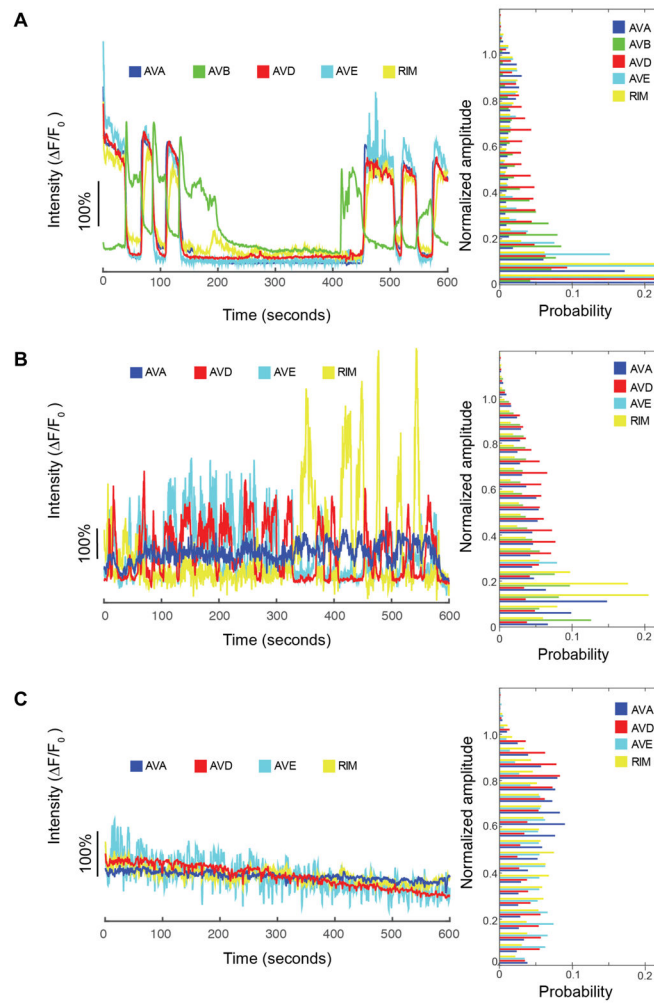 A
AVA AVB AVD AVE RIM
Intensity (ΔF/F0)
100%
0 100 200 300 400 500 600
Time (seconds)
AVA
AVB
AVD
AVE
RIM
Normalized amplitude
1.0
0.8
0.6
0.4
0.2
0
0 0.1 0.2
Probability
B
AVA AVD AVE RIM
Intensity (ΔF/F0)
100%
0 100 200 300 400 500 600
Time (seconds)
AVA
AVD
AVE
RIM
Normalized amplitude
1.0
0.8
0.6
0.4
0.2
0
0 0.1 0.2
Probability
C
AVA AVD AVE RIM
Intensity (ΔF/F0)
100%
0 100 200 300 400 500 600
Time (seconds)
AVA
AVD
AVE
RIM
Normalized amplitude
1.0
0.8
0.6
0.4
0.2
0
0 0.1 0.2
Probability